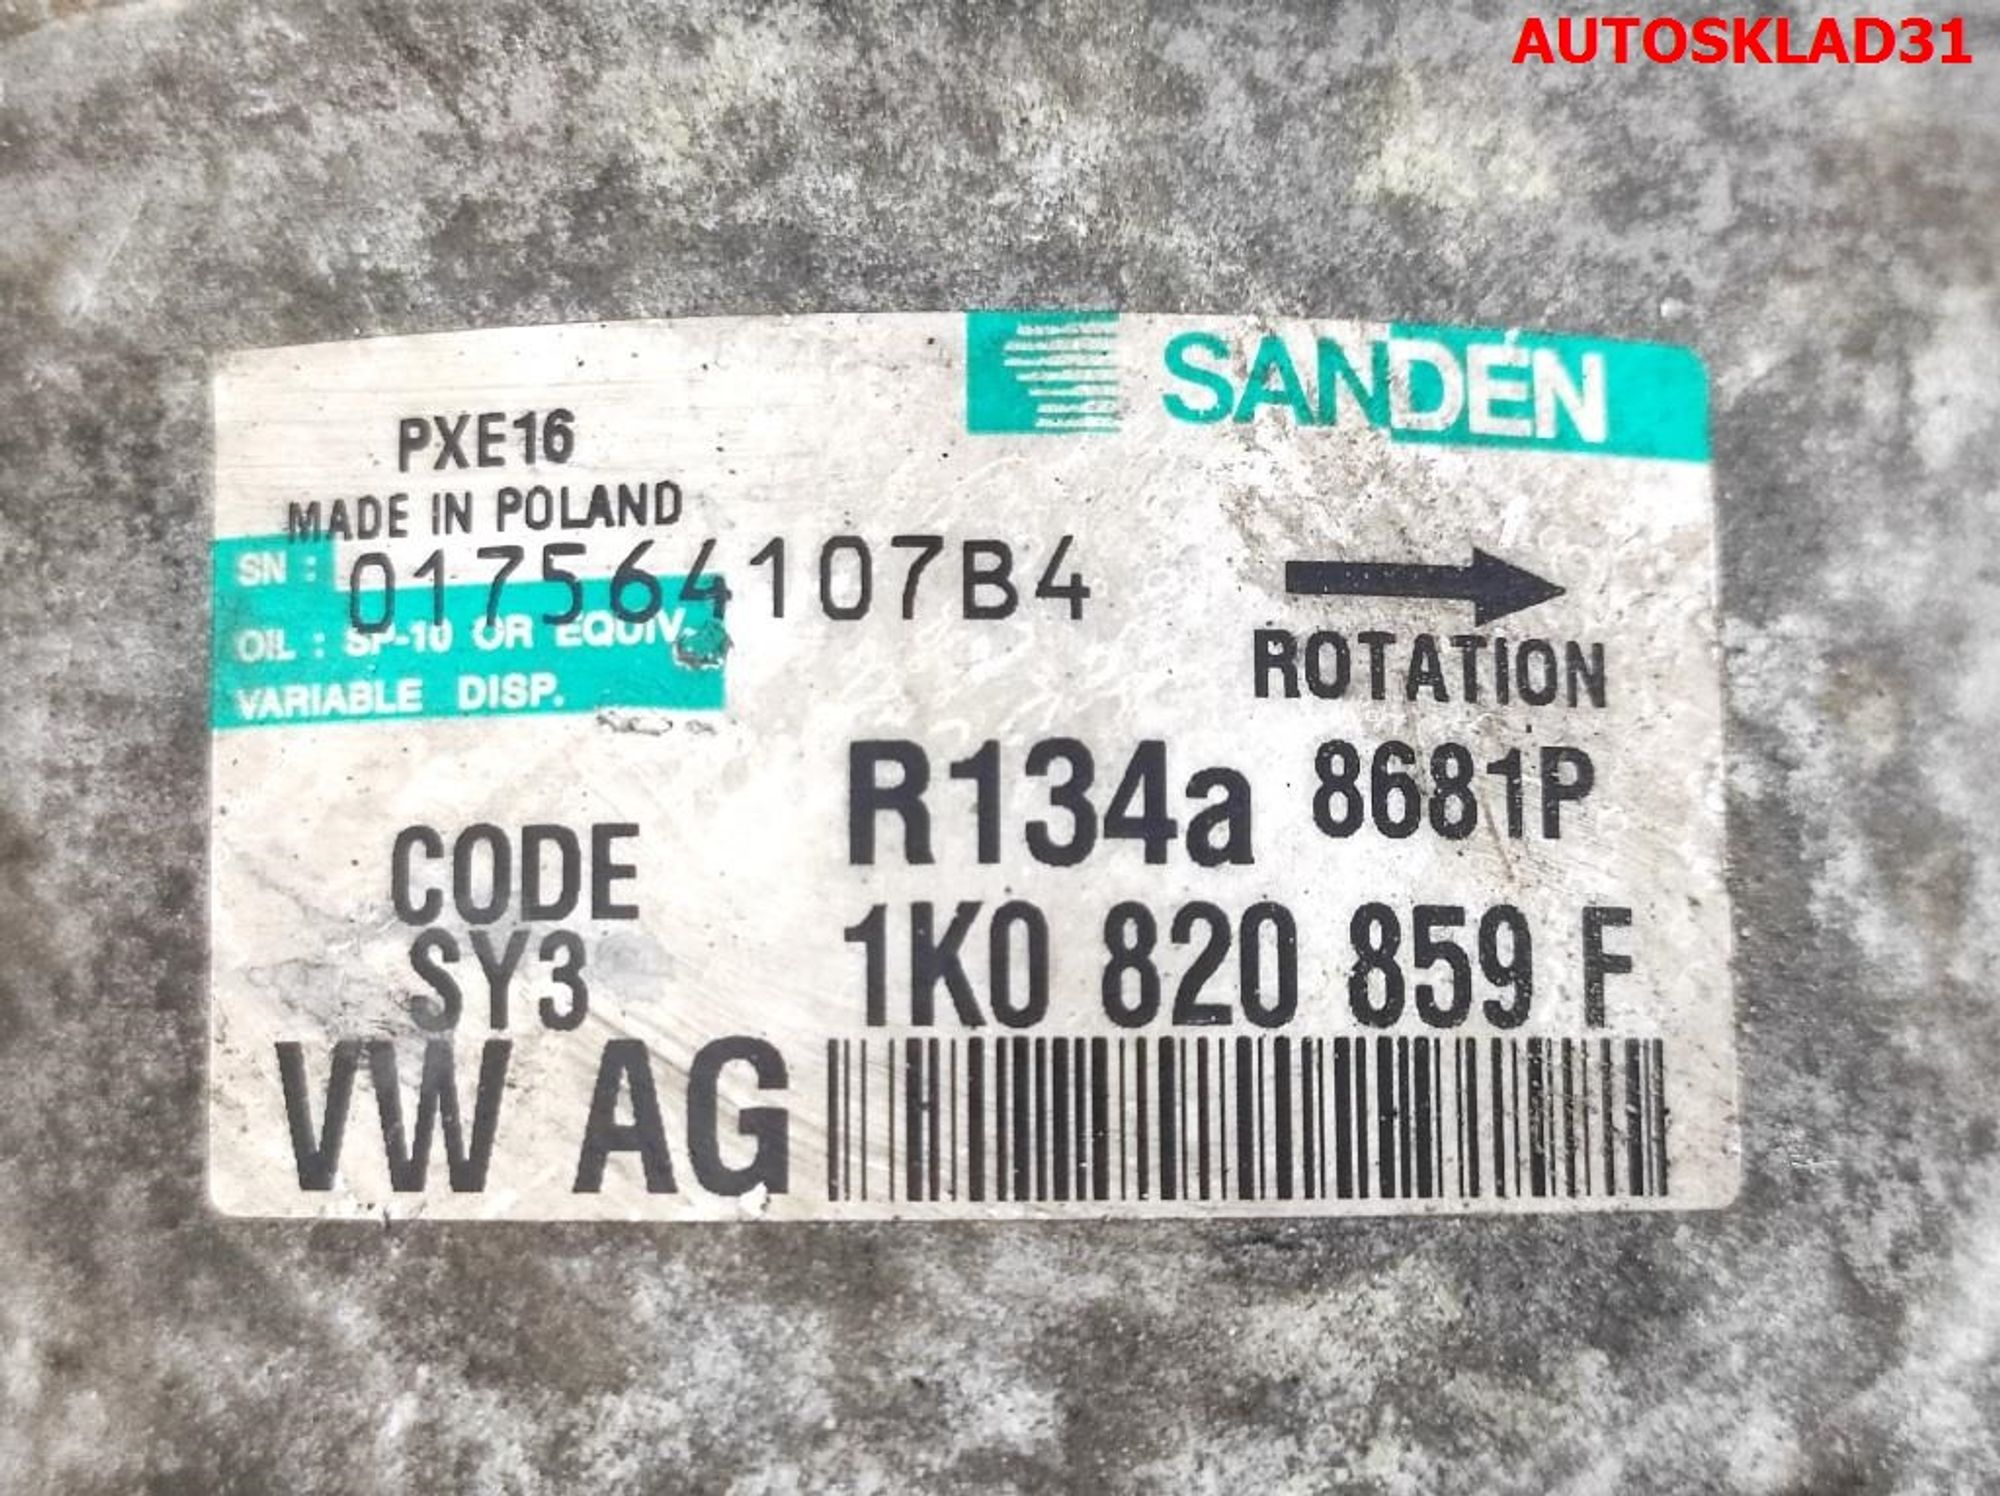 AUTOSKLAD31
SANDEN
PXE16
MADE IN POLAND
SN : 017564107B4
OIL : SP-10 OR EQUIV.
VARIABLE DISP.
ROTATION
R134a 8681P
CODE
SY3
1K0 820 859 F
VW AG